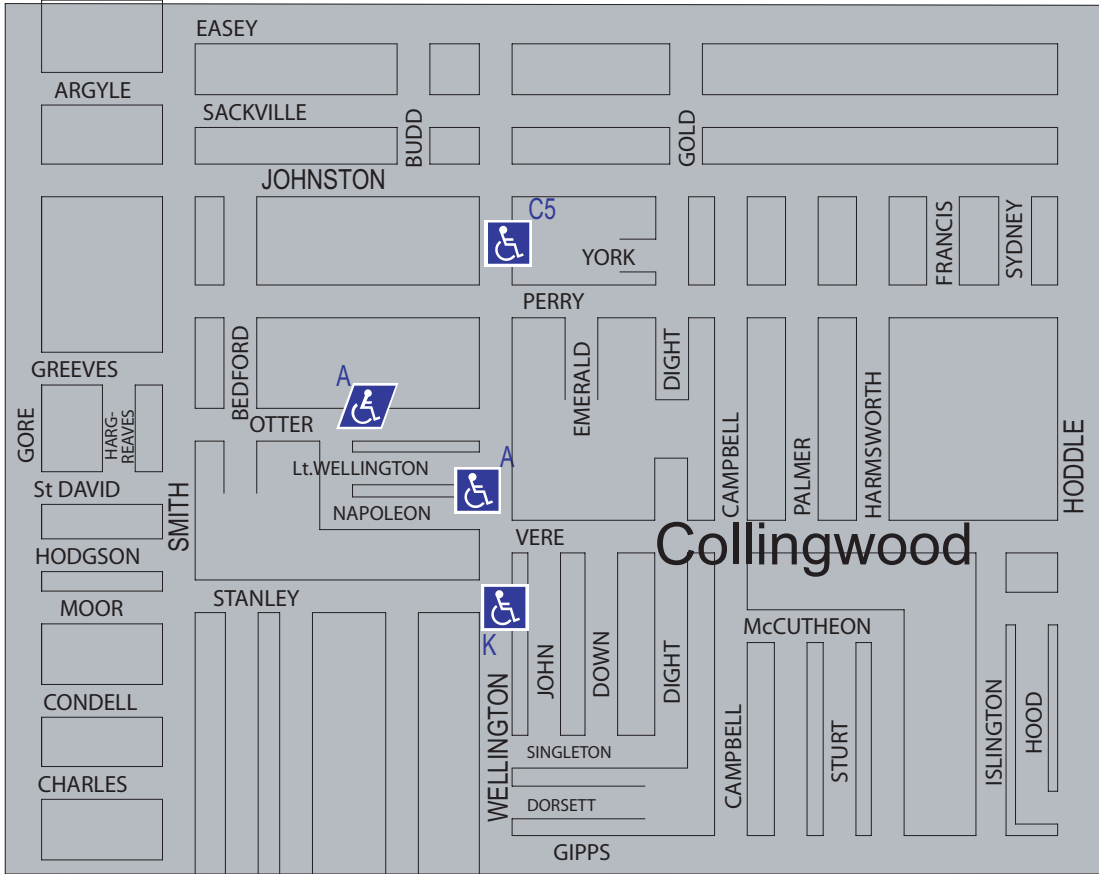 EASEY
ARGYLE
SACKVILLE
BUDD
GOLD
JOHNSTON
C5
YORK
FRANCIS
SYDNEY
PERRY
GREEVES
BEDFORD
A
EMERALD
DIGHT
GORE
HARG-
REAVES
OTTER
CAMPBELL
PALMER
HARMSWORTH
HODDLE
Lt.WELLINGTON
A
St DAVID
SMITH
NAPOLEON
VERE
Collingwood
HODGSON
STANLEY
MOOR
K
McCUTHEON
JOHN
DOWN
DIGHT
CONDELL
WELLINGTON
SINGLETON
CAMPBELL
STURT
ISLINGTON
HOOD
CHARLES
DORSETT
GIPPS